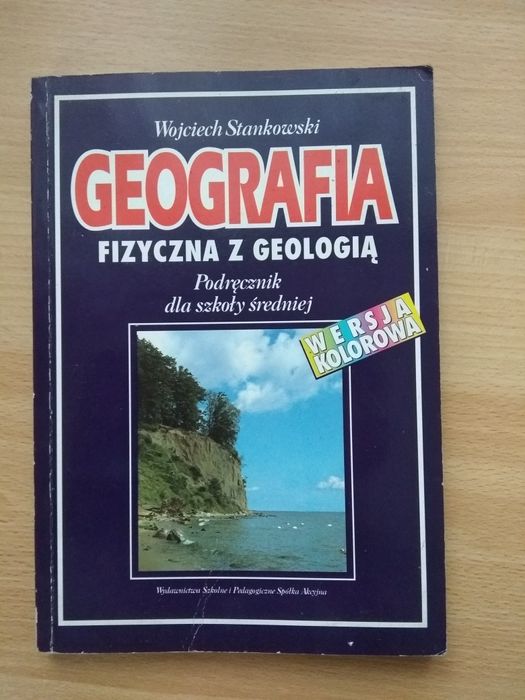 Wojciech Stankowski
GEOGRAFIA
FIZYCZNA Z GEOLOGIĄ
Podręcznik
dla szkoły średniej
WERSJA
KOLOROWA
Wydawnictwa Szkolne i Pedagogiczne Spółka Akcyjna